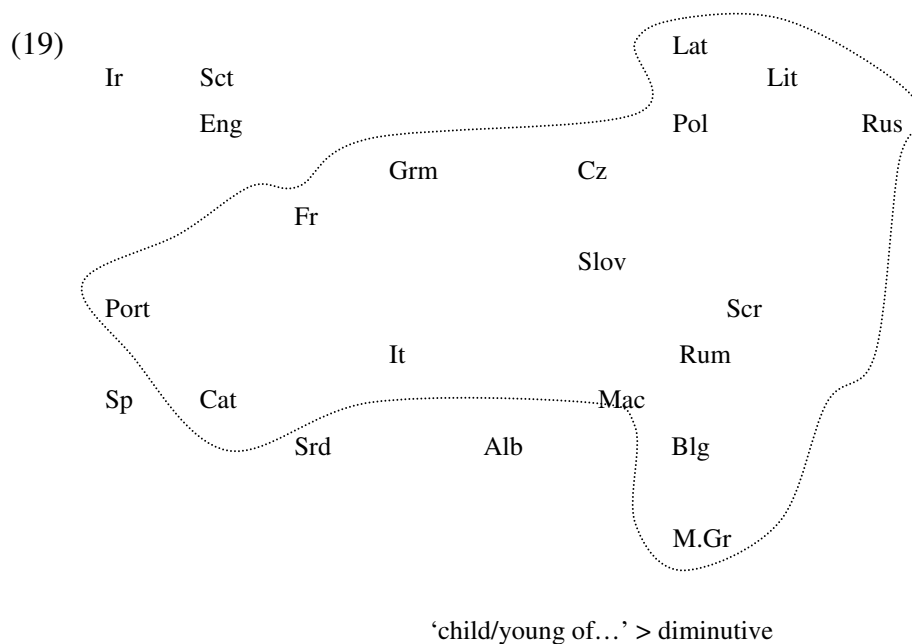 (19)
Lat
Ir Sct Lit
Eng Pol Rus
Grm Cz
Fr
Slov
Port Scr
It Rum
Sp Cat Mac
Srd Alb Blg
M.Gr
‘child/young of…’ > diminutive